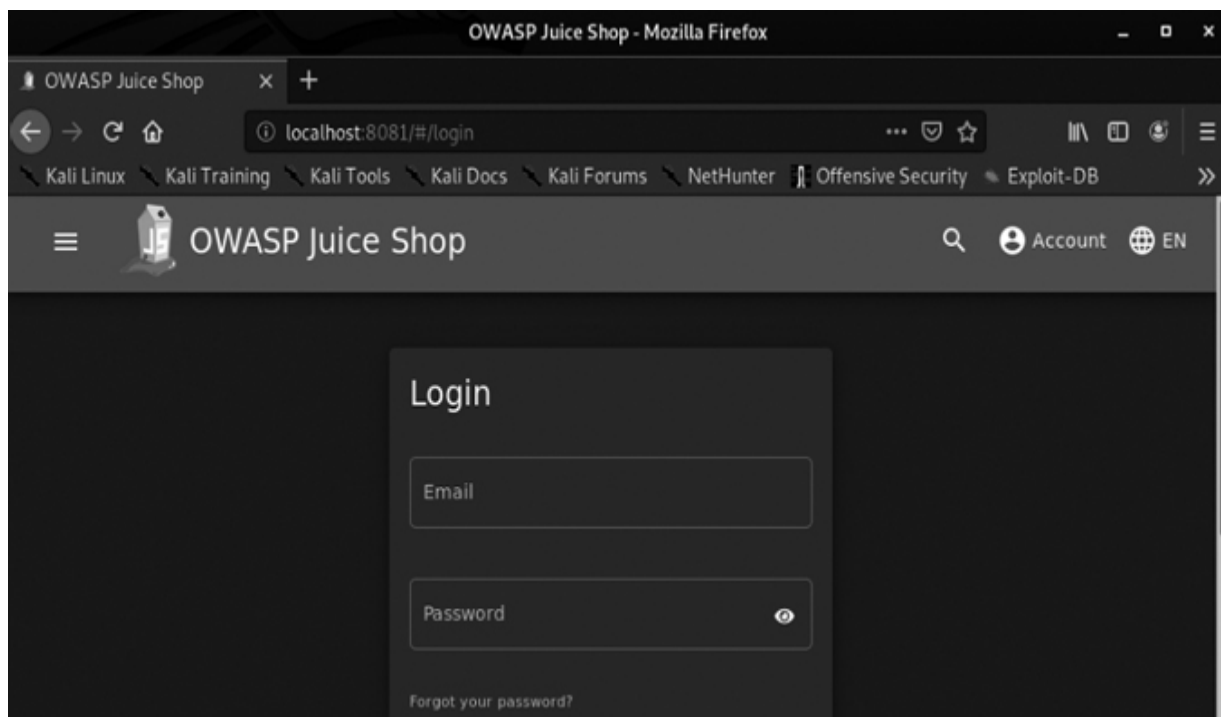 OWASP Juice Shop - Mozilla Firefox
OWASP Juice Shop
localhost:8081/#/login
Kali Linux Kali Training Kali Tools Kali Docs Kali Forums NetHunter Offensive Security Exploit-DB
JS OWASP Juice Shop Account EN
Login
Email
Password
Forgot your password?